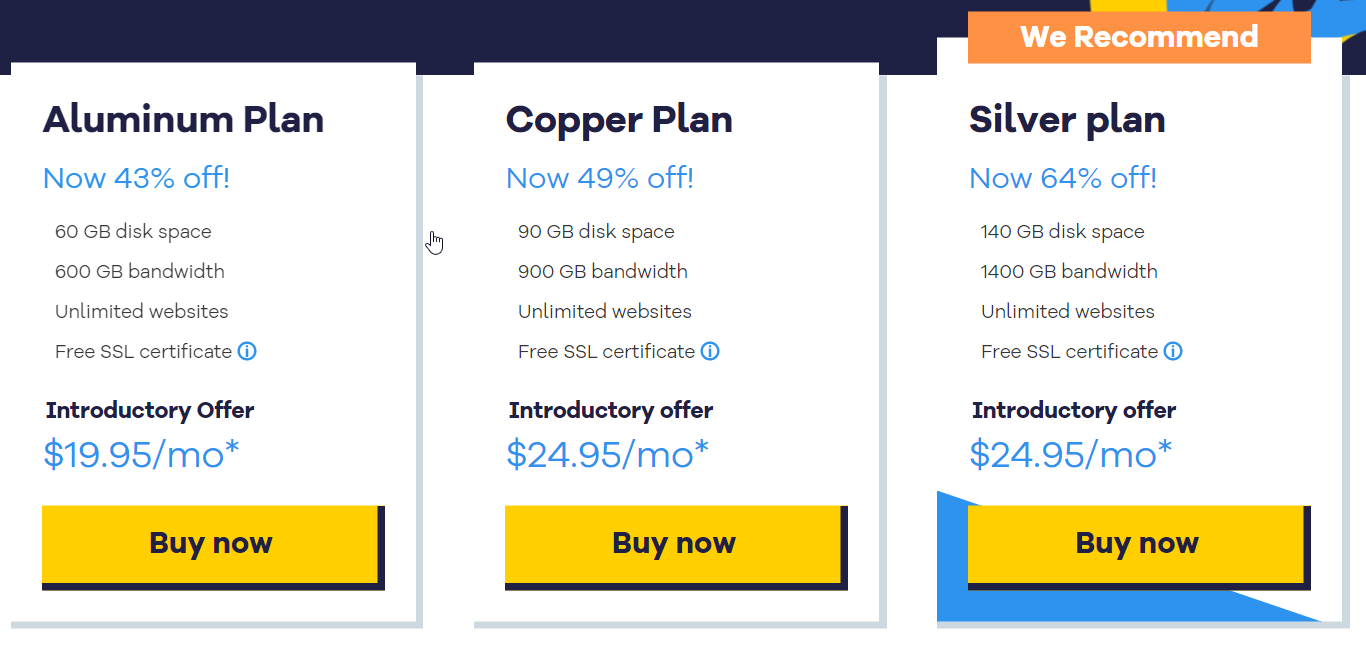 We Recommend
Aluminum Plan
Now 43% off!
60 GB disk space
600 GB bandwidth
Unlimited websites
Free SSL certificate
Introductory Offer
$19.95/mo*
Buy now
Copper Plan
Now 49% off!
90 GB disk space
900 GB bandwidth
Unlimited websites
Free SSL certificate
Introductory offer
$24.95/mo*
Buy now
Silver plan
Now 64% off!
140 GB disk space
1400 GB bandwidth
Unlimited websites
Free SSL certificate
Introductory offer
$24.95/mo*
Buy now